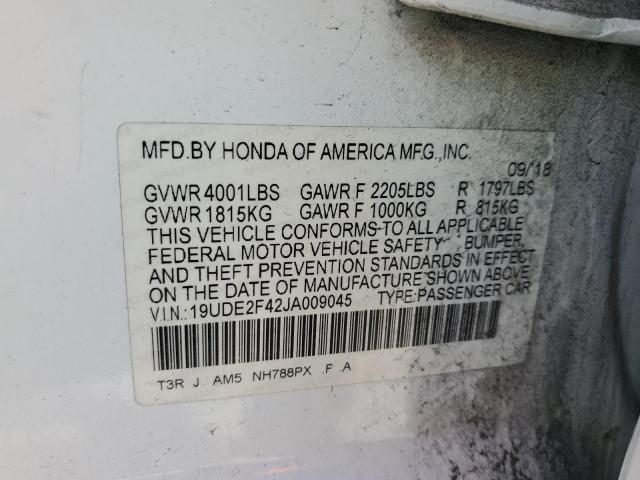 MFD.BY HONDA OF AMERICA MFG.,INC.
09/18
GVWR 4001LBS GAWR F 2205LBS R 1797LBS
GVWR 1815KG GAWR F 1000KG R 815KG
THIS VEHICLE CONFORMS TO ALL APPLICABLE
FEDERAL MOTOR VEHICLE SAFETY , BUMPER,
AND THEFT PREVENTION STANDARDS IN EFFECT
ON THE DATE OF MANUFACTURE SHOWN ABOVE
V.I.N.: 19UDE2F42JA009045 TYPE:PASSENGER CAR
T3R J AM5 NH788PX .F .A